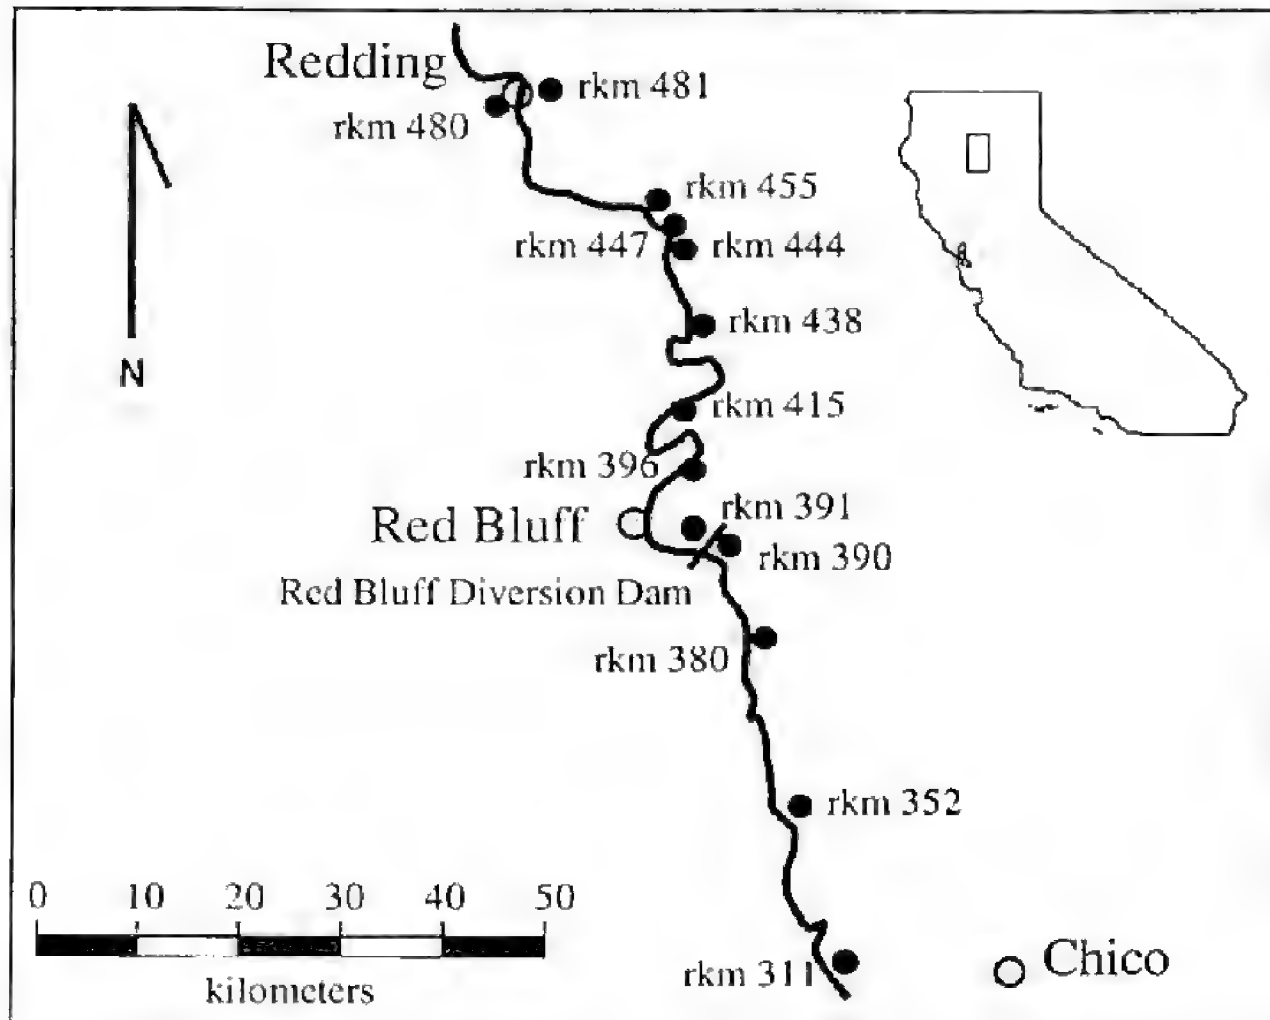 Redding
rkm 481
rkm 480
rkm 455
rkm 447
rkm 444
N
rkm 438
rkm 415
rkm 396
rkm 391
Red Bluff
rkm 390
Red Bluff Diversion Dam
rkm 380
rkm 352
0 10 20 30 40 50
kilometers
rkm 311
Chico